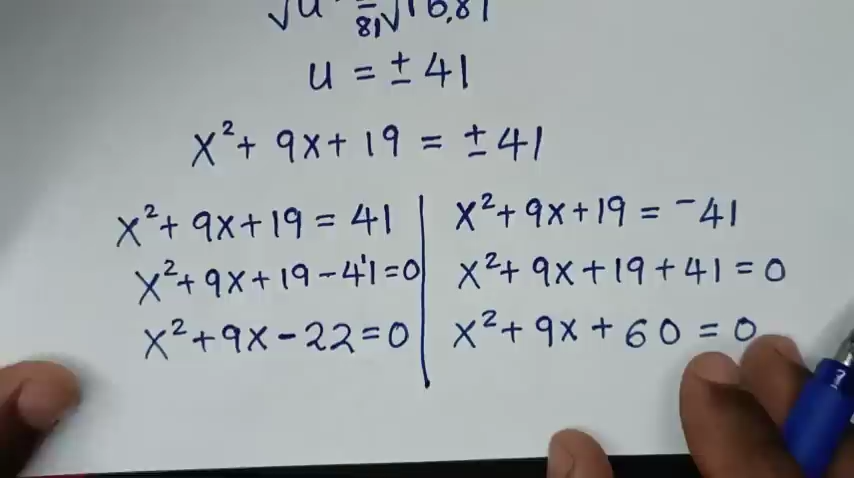 u = ± 41
x² + 9x + 19 = ± 41
x² + 9x + 19 = 41
x² + 9x + 19 - 41 = 0
x² + 9x - 22 = 0
x² + 9x + 19 = -41
x² + 9x + 19 + 41 = 0
x² + 9x + 60 = 0